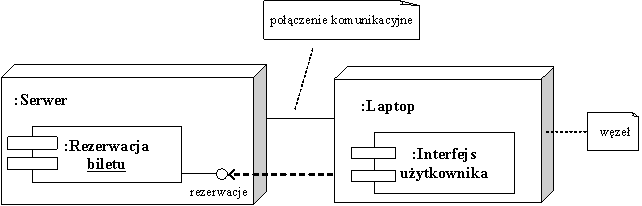 połączenie komunikacyjne
:Serwer
:Laptop
:Rezerwacja
biletu
:Interfejs
użytkownika
węzeł
rezerwacje